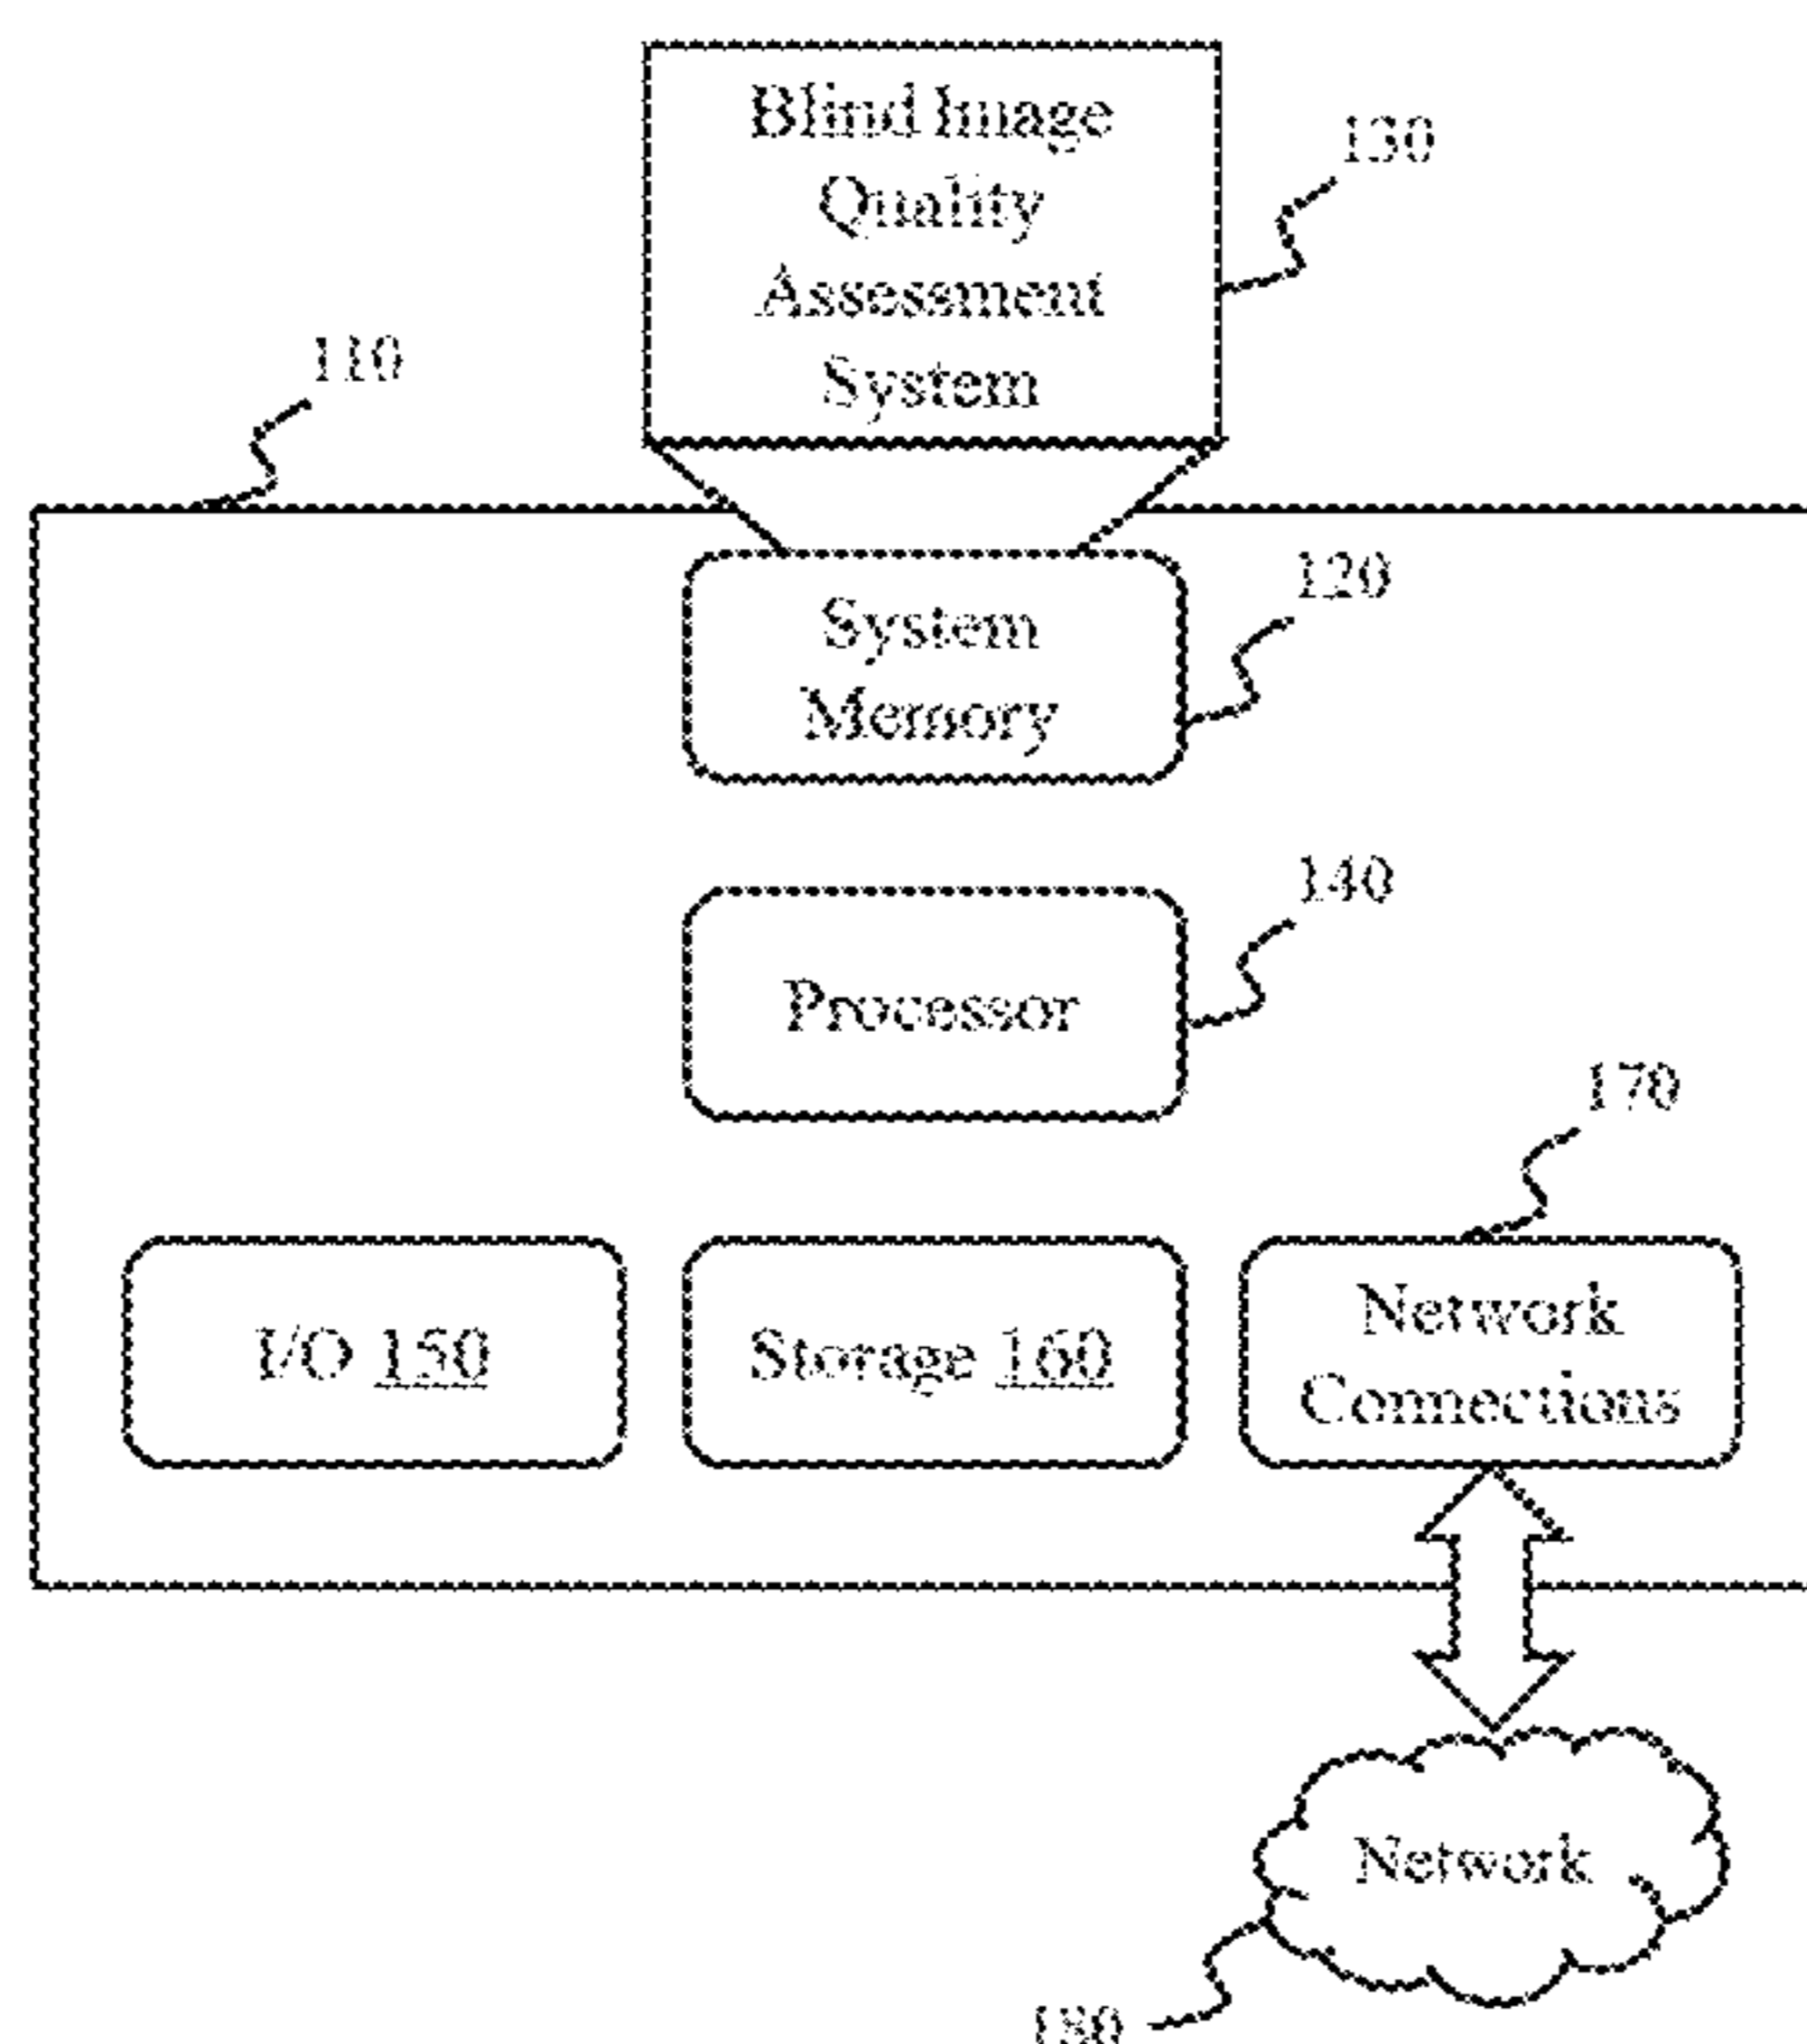 Blind Image
Quality
Assessment
System
130
110
System
Memory
120
Processor
140
170
I/O 150
Storage 160
Network
Connections
Network
180